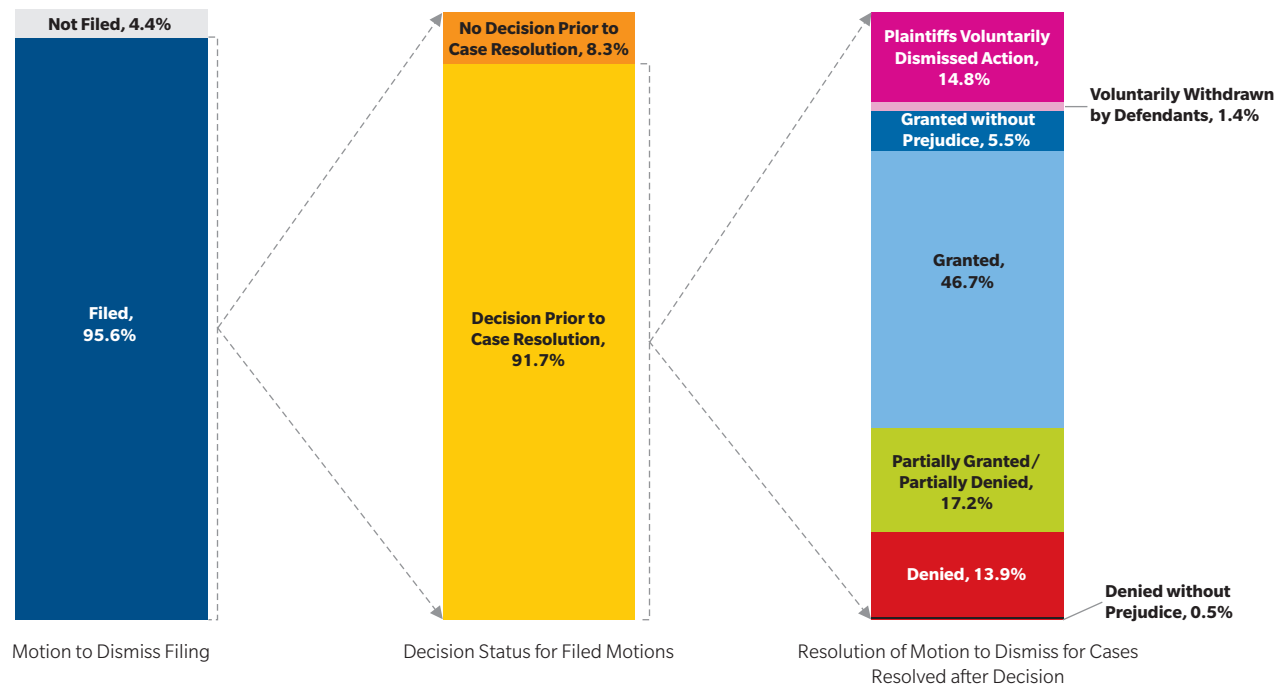 Not Filed, 4.4%
Filed,
95.6%
Motion to Dismiss Filing
No Decision Prior to
Case Resolution, 8.3%
Decision Prior to
Case Resolution,
91.7%
Decision Status for Filed Motions
Plaintiffs Voluntarily
Dismissed Action,
14.8%
Voluntarily Withdrawn
by Defendants, 1.4%
Granted without
Prejudice, 5.5%
Granted,
46.7%
Partially Granted/
Partially Denied,
17.2%
Denied, 13.9%
Denied without
Prejudice, 0.5%
Resolution of Motion to Dismiss for Cases
Resolved after Decision